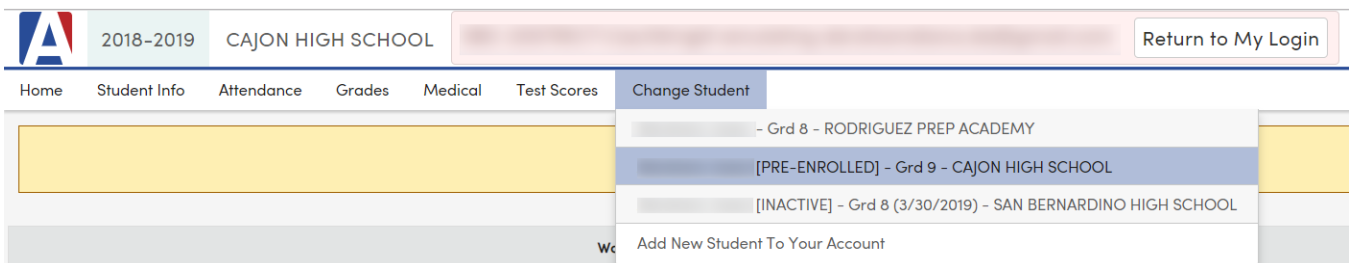 2018-2019 CAJON HIGH SCHOOL Return to My Login
Home Student Info Attendance Grades Medical Test Scores Change Student
- Grd 8 - RODRIGUEZ PREP ACADEMY
[PRE-ENROLLED] - Grd 9 - CAJON HIGH SCHOOL
[INACTIVE] - Grd 8 (3/30/2019) - SAN BERNARDINO HIGH SCHOOL
Add New Student To Your Account